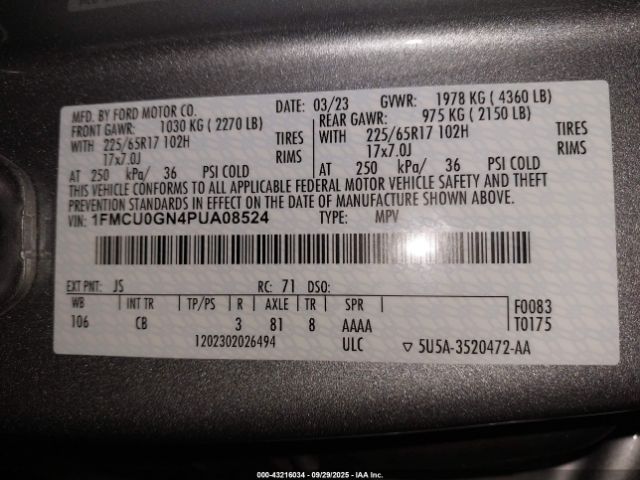 MFD. BY FORD MOTOR CO.
DATE: 03/23 GVWR: 1978 KG ( 4360 LB)
FRONT GAWR: 1030 KG ( 2270 LB)
REAR GAWR: 975 KG ( 2150 LB)
WITH 225/65R17 102H TIRES
225/65R17 102H TIRES
17x7.0J RIMS
17x7.0J RIMS
AT 250 kPa/ 36 PSI COLD
AT 250 kPa/ 36 PSI COLD
THIS VEHICLE CONFORMS TO ALL APPLICABLE FEDERAL MOTOR VEHICLE SAFETY AND THEFT
PREVENTION STANDARDS IN EFFECT ON THE DATE OF MANUFACTURE SHOWN ABOVE.
VIN: 1FMCU0GN4PUA08524 TYPE: MPV
EXT PNT: JS RC: 71 DSO:
WB INT TR TP/PS R AXLE TR SPR F0083
106 CB 3 81 8 AAAA T0175
1202302026494 ULC ▽ 5U5A-3520472-AA
000-43216034 - 09/29/2025 - IAA Inc.